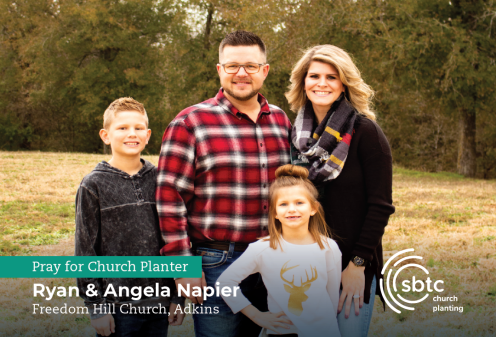 Pray for Church Planter
Ryan & Angela Napier
Freedom Hill Church, Adkins
sbtc
church
planting